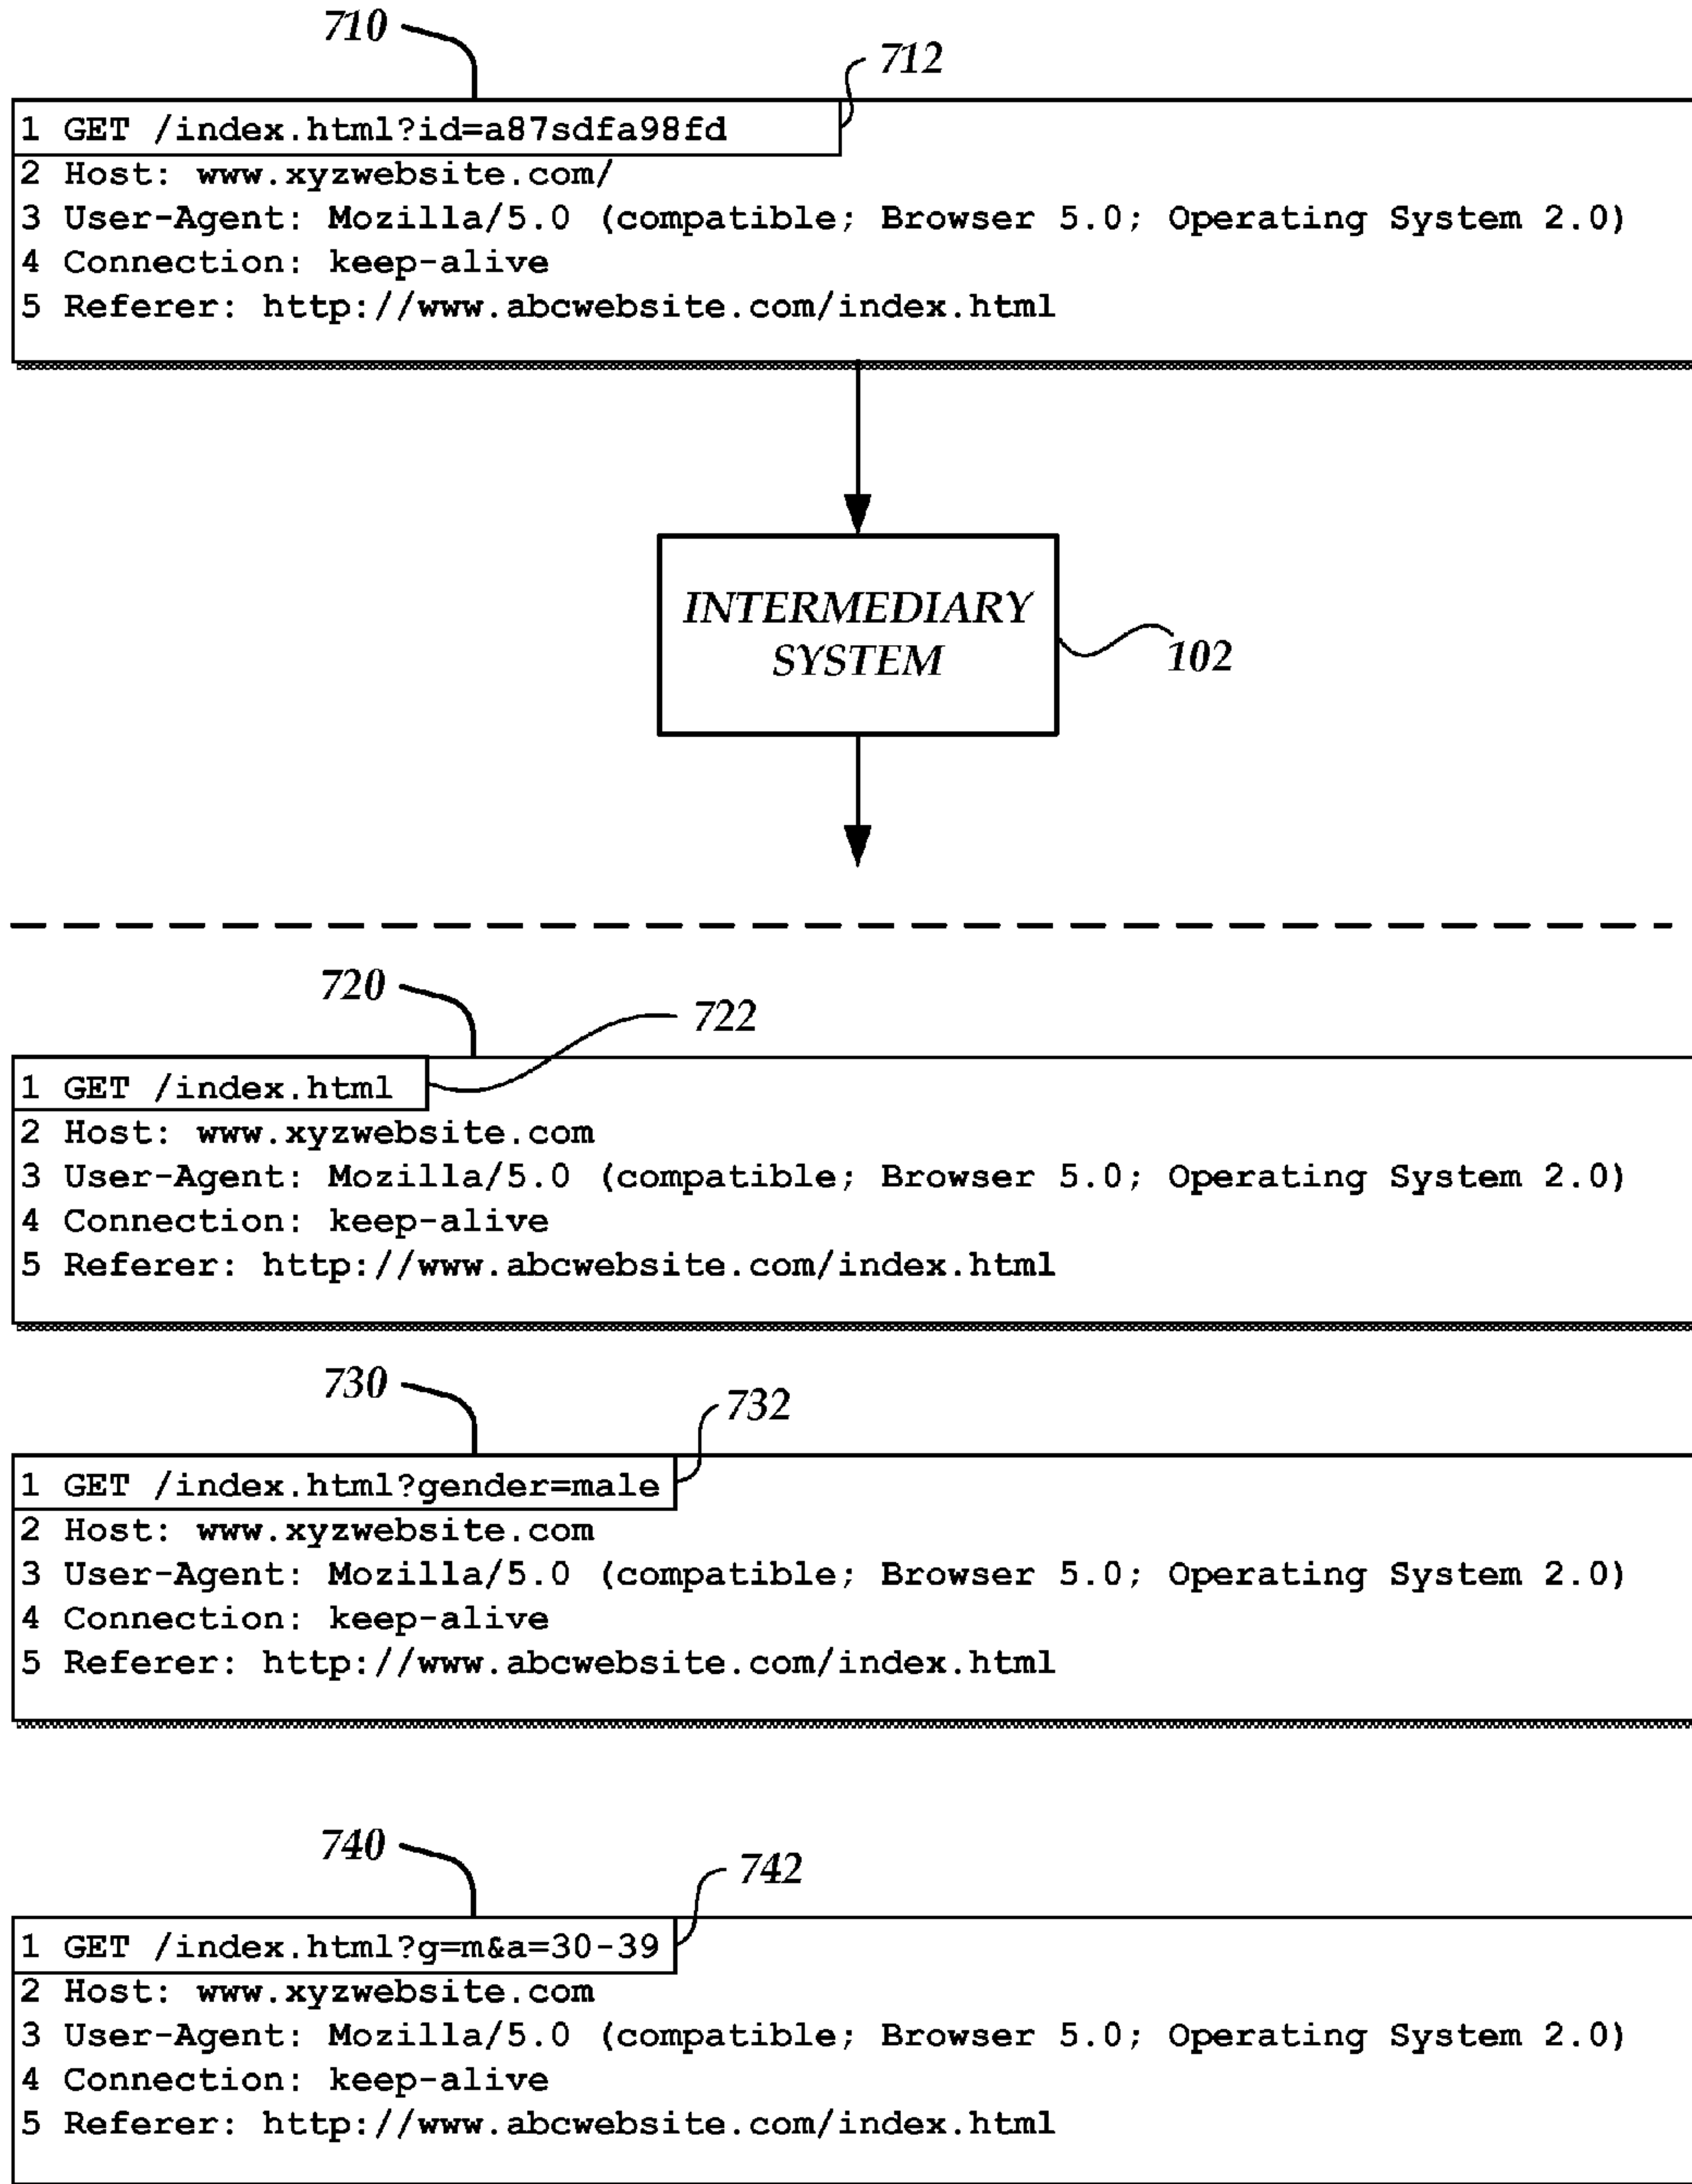 710
712
1 GET /index.html?id=a87sdfa98fd
2 Host: www.xyzwebsite.com/
3 User-Agent: Mozilla/5.0 (compatible; Browser 5.0; Operating System 2.0)
4 Connection: keep-alive
5 Referer: http://www.abcwebsite.com/index.html
INTERMEDIARY
SYSTEM
102
720
722
1 GET /index.html
2 Host: www.xyzwebsite.com
3 User-Agent: Mozilla/5.0 (compatible; Browser 5.0; Operating System 2.0)
4 Connection: keep-alive
5 Referer: http://www.abcwebsite.com/index.html
730
732
1 GET /index.html?gender=male
2 Host: www.xyzwebsite.com
3 User-Agent: Mozilla/5.0 (compatible; Browser 5.0; Operating System 2.0)
4 Connection: keep-alive
5 Referer: http://www.abcwebsite.com/index.html
740
742
1 GET /index.html?g=m&a=30-39
2 Host: www.xyzwebsite.com
3 User-Agent: Mozilla/5.0 (compatible; Browser 5.0; Operating System 2.0)
4 Connection: keep-alive
5 Referer: http://www.abcwebsite.com/index.html